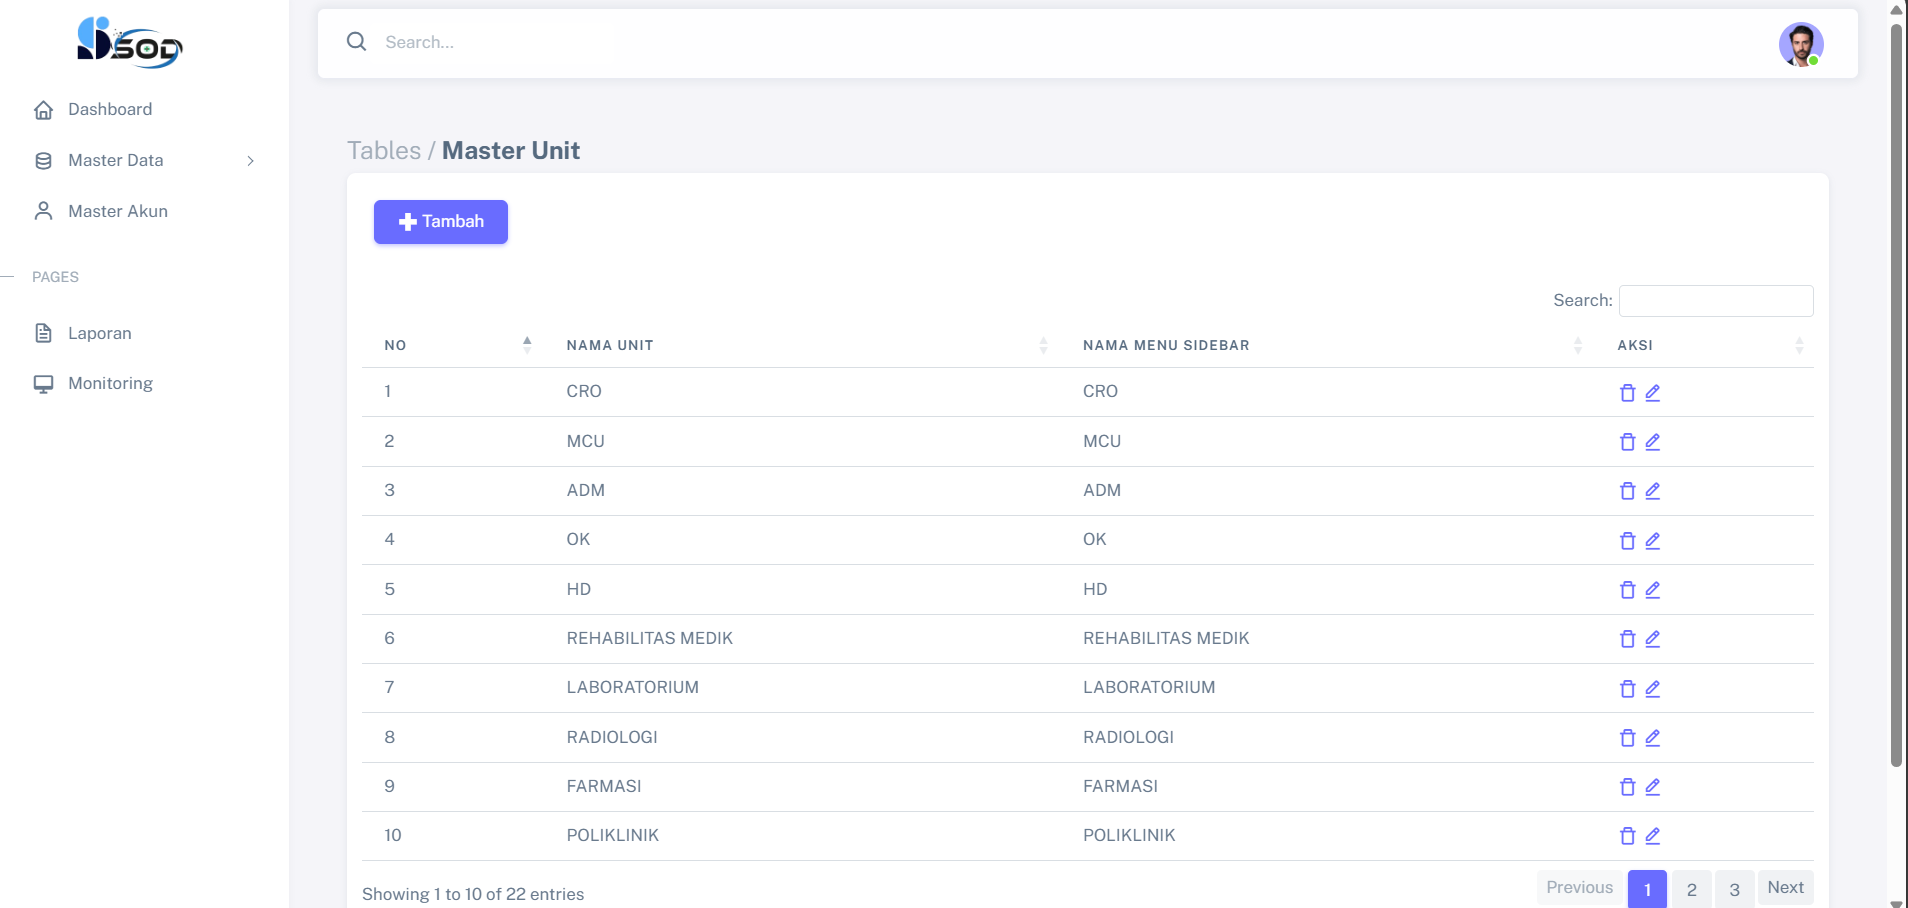 SOD
Search...
Dashboard
Master Data
Master Akun
PAGES
Laporan
Monitoring
Tables / Master Unit
Tambah
Search:
NO NAMA UNIT NAMA MENU SIDEBAR AKSI
1 CRO CRO
2 MCU MCU
3 ADM ADM
4 OK OK
5 HD HD
6 REHABILITAS MEDIK REHABILITAS MEDIK
7 LABORATORIUM LABORATORIUM
8 RADIOLOGI RADIOLOGI
9 FARMASI FARMASI
10 POLIKLINIK POLIKLINIK
Showing 1 to 10 of 22 entries
Previous 1 2 3 Next